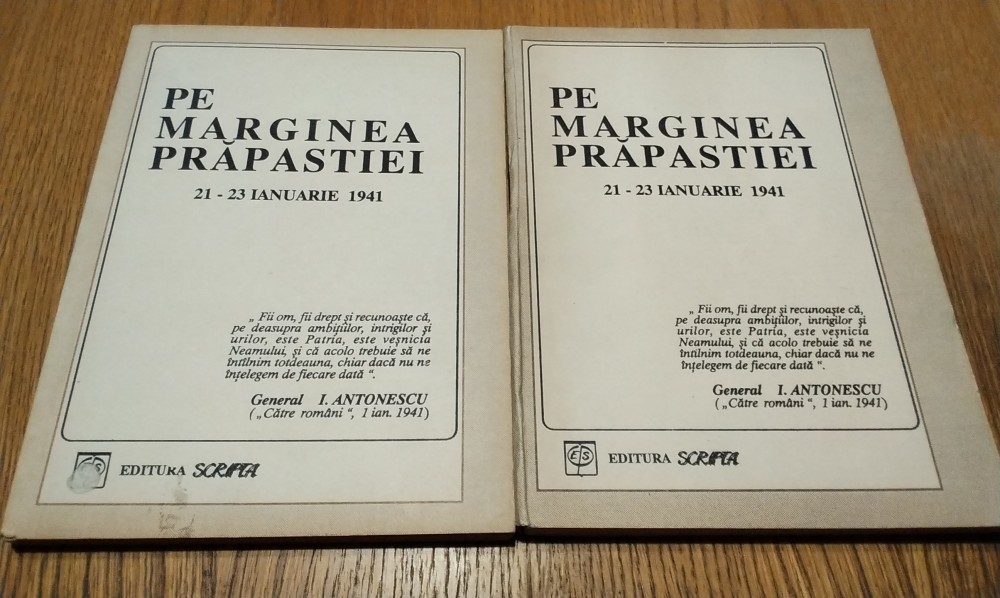 PE
MARGINEA
PRĂPASTIEI
21 - 23 IANUARIE 1941
„ Fii om, fii drept și recunoaște că,
pe deasupra ambițiilor, intrigilor și
urilor, este Patria, este veșnicia
Neamului, și că acolo trebuie să ne
întîlnim totdeauna, chiar dacă nu ne
înțelegem de fiecare dată “.
General I. ANTONESCU
( „Către români “, 1 ian. 1941)
ES
EDITURA SCRIPTA
PE
MARGINEA
PRĂPASTIEI
21 - 23 IANUARIE 1941
„ Fii om, fii drept și recunoaște că,
pe deasupra ambițiilor, intrigilor și
urilor, este Patria, este veșnicia
Neamului, și că acolo trebuie să ne
întîlnim totdeauna, chiar dacă nu ne
înțelegem de fiecare dată “.
General I. ANTONESCU
( „Către români “, 1 ian. 1941)
ES
EDITURA SCRIPTA